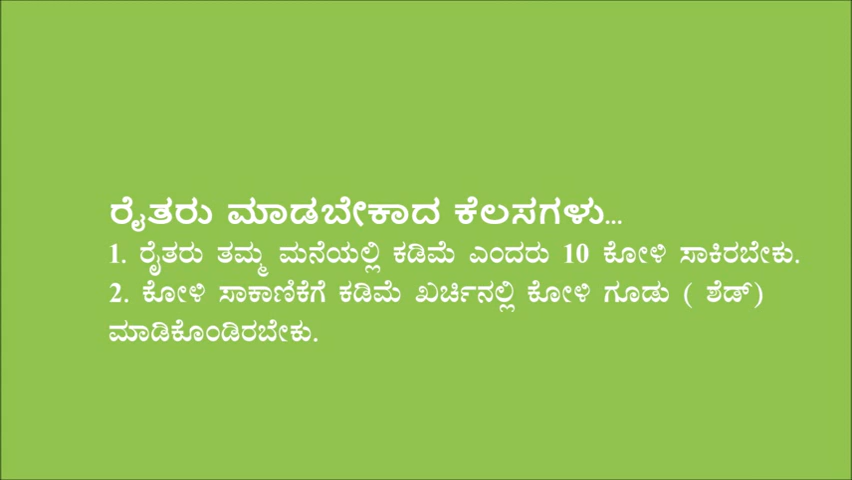 ರೈತರು ಮಾಡಬೇಕಾದ ಕೆಲಸಗಳು...
1. ರೈತರು ತಮ್ಮ ಮನೆಯಲ್ಲಿ ಕಡಿಮೆ ಎಂದರು 10 ಕೋಳಿ ಸಾಕಿರಬೇಕು.
2. ಕೋಳಿ ಸಾಕಾಣಿಕೆಗೆ ಕಡಿಮೆ ಖರ್ಚಿನಲ್ಲಿ ಕೋಳಿ ಗೂಡು ( ಶೆಡ್)
ಮಾಡಿಕೊಂಡಿರಬೇಕು.